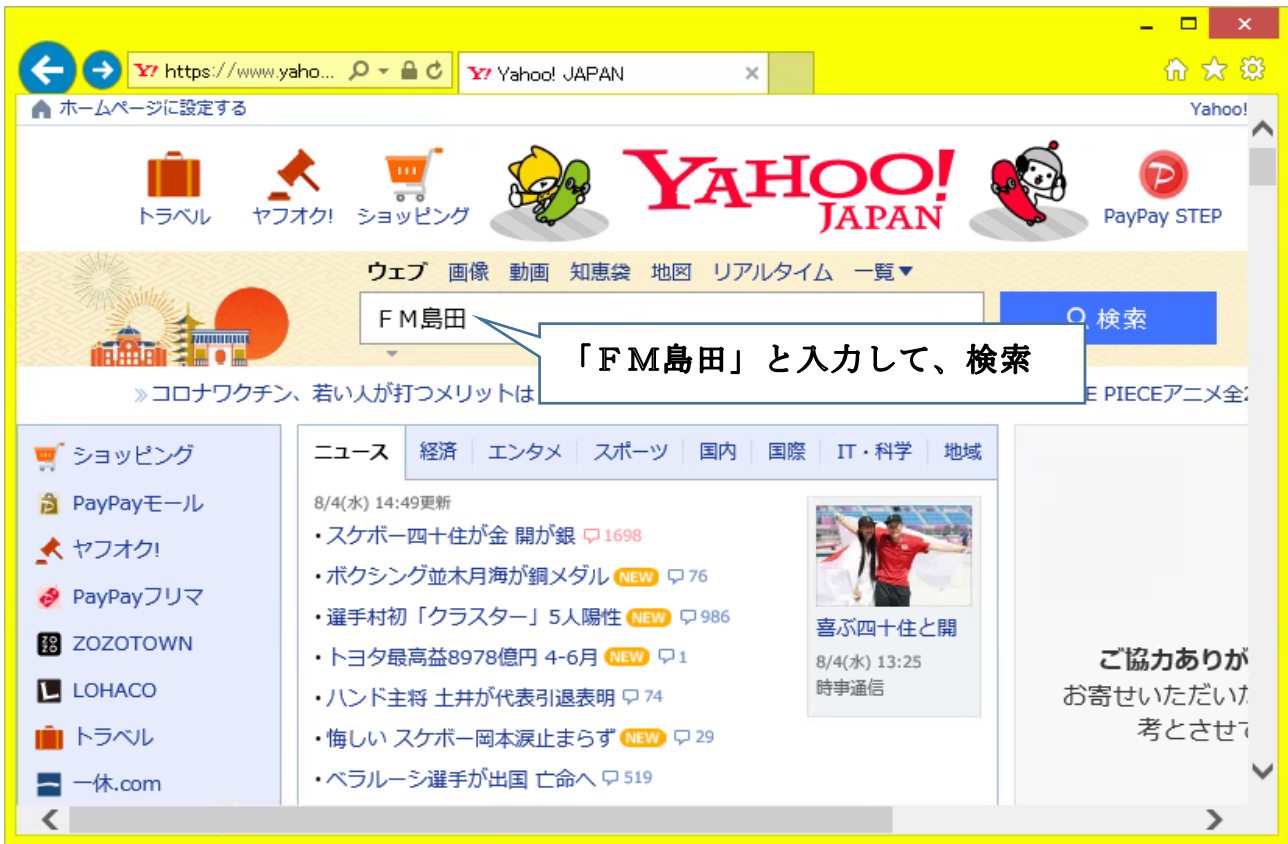 https://www.yaho...
Yahoo! JAPAN
ホームページに設定する
Yahoo!
トラベル
ヤフオク!
ショッピング
YAHOO!
JAPAN
PayPay STEP
ウェブ 画像 動画 知恵袋 地図 リアルタイム 一覧▼
ＦＭ島田
検索
「ＦＭ島田」と入力して、検索
»コロナワクチン、若い人が打つメリットは
E PIECEアニメ全2
ショッピング
PayPayモール
ヤフオク!
PayPayフリマ
ZOZOTOWN
LOHACO
トラベル
一休.com
ニュース 経済 エンタメ スポーツ 国内 国際 IT・科学 地域
8/4(水) 14:49更新
・スケボー四十住が金 開が銀 1698
・ボクシング並木月海が銅メダル NEW 76
・選手村初「クラスター」5人陽性 NEW 986
・トヨタ最高益8978億円 4-6月 NEW 1
・ハンド主将 土井が代表引退表明 74
・悔しい スケボー岡本涙止まらず NEW 29
・ベラルーシ選手が出国 亡命へ 519
喜ぶ四十住と開
8/4(水) 13:25
時事通信
ご協力ありが
お寄せいただいた
考とさせて